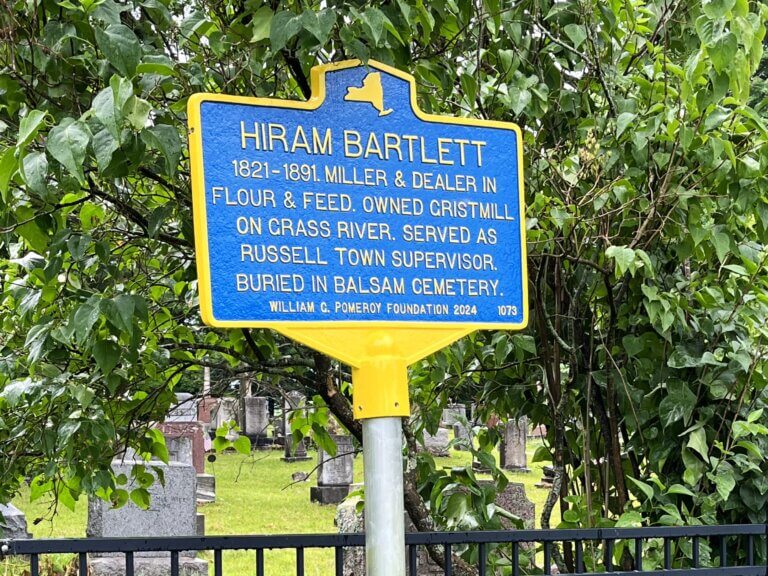 HIRAM BARTLETT
1821-1891. MILLER & DEALER IN
FLOUR & FEED. OWNED GRISTMILL
ON GRASS RIVER. SERVED AS
RUSSELL TOWN SUPERVISOR.
BURIED IN BALSAM CEMETERY.
WILLIAM G. POMEROY FOUNDATION 2024 1073